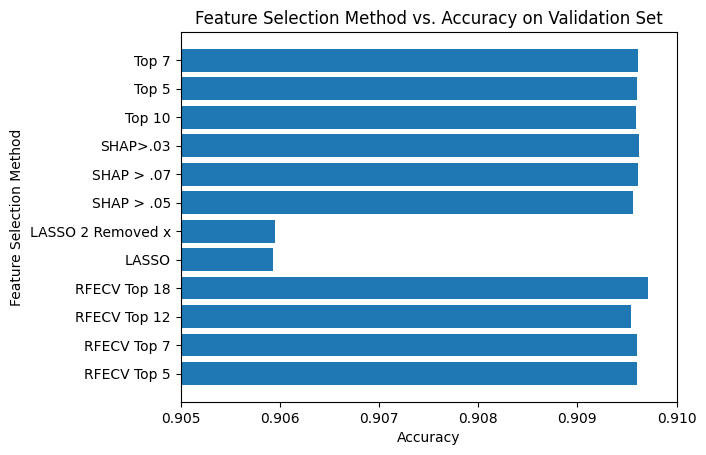 Feature Selection Method vs. Accuracy on Validation Set
Feature Selection Method
Top 7
Top 5
Top 10
SHAP>.03
SHAP > .07
SHAP > .05
LASSO 2 Removed x
LASSO
RFECV Top 18
RFECV Top 12
RFECV Top 7
RFECV Top 5
0.905 0.906 0.907 0.908 0.909 0.910
Accuracy